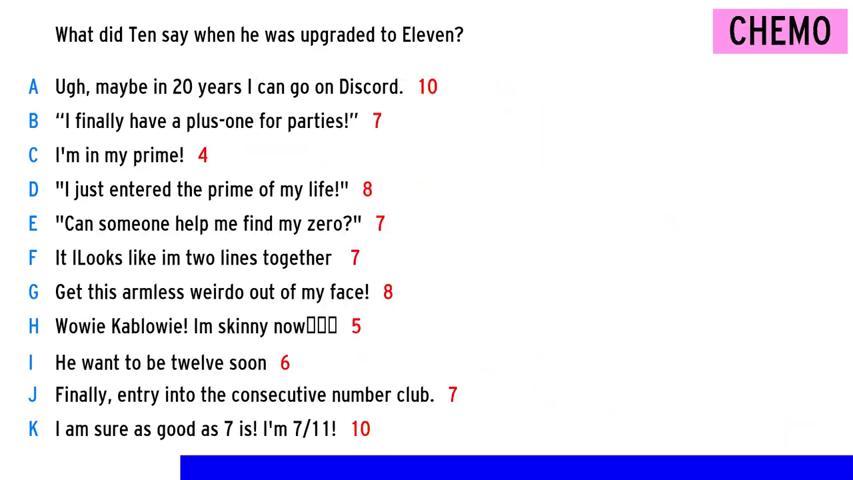 What did Ten say when he was upgraded to Eleven?
CHEMO
A Ugh, maybe in 20 years I can go on Discord. 10
B “I finally have a plus-one for parties!” 7
C I'm in my prime! 4
D "I just entered the prime of my life!" 8
E "Can someone help me find my zero?" 7
F It lLooks like im two lines together 7
G Get this armless weirdo out of my face! 8
H Wowie Kablowie! Im skinny now▯▯▯ 5
I He want to be twelve soon 6
J Finally, entry into the consecutive number club. 7
K I am sure as good as 7 is! I'm 7/11! 10